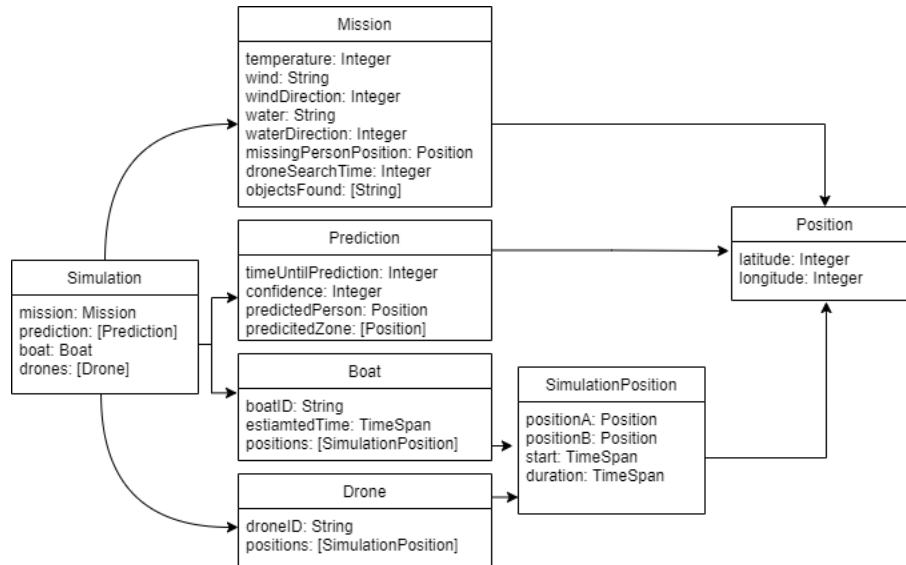 Mission
temperature: Integer
wind: String
windDirection: Integer
water: String
waterDirection: Integer
missingPersonPosition: Position
droneSearchTime: Integer
objectsFound: [String]
Prediction
timeUntilPrediction: Integer
confidence: Integer
predictedPerson: Position
predicitedZone: [Position]
Position
latitude: Integer
longitude: Integer
Simulation
mission: Mission
prediction: [Prediction]
boat: Boat
drones: [Drone]
Boat
boatID: String
estiamtedTime: TimeSpan
positions: [SimulationPosition]
SimulationPosition
positionA: Position
positionB: Position
start: TimeSpan
duration: TimeSpan
Drone
droneID: String
positions: [SimulationPosition]